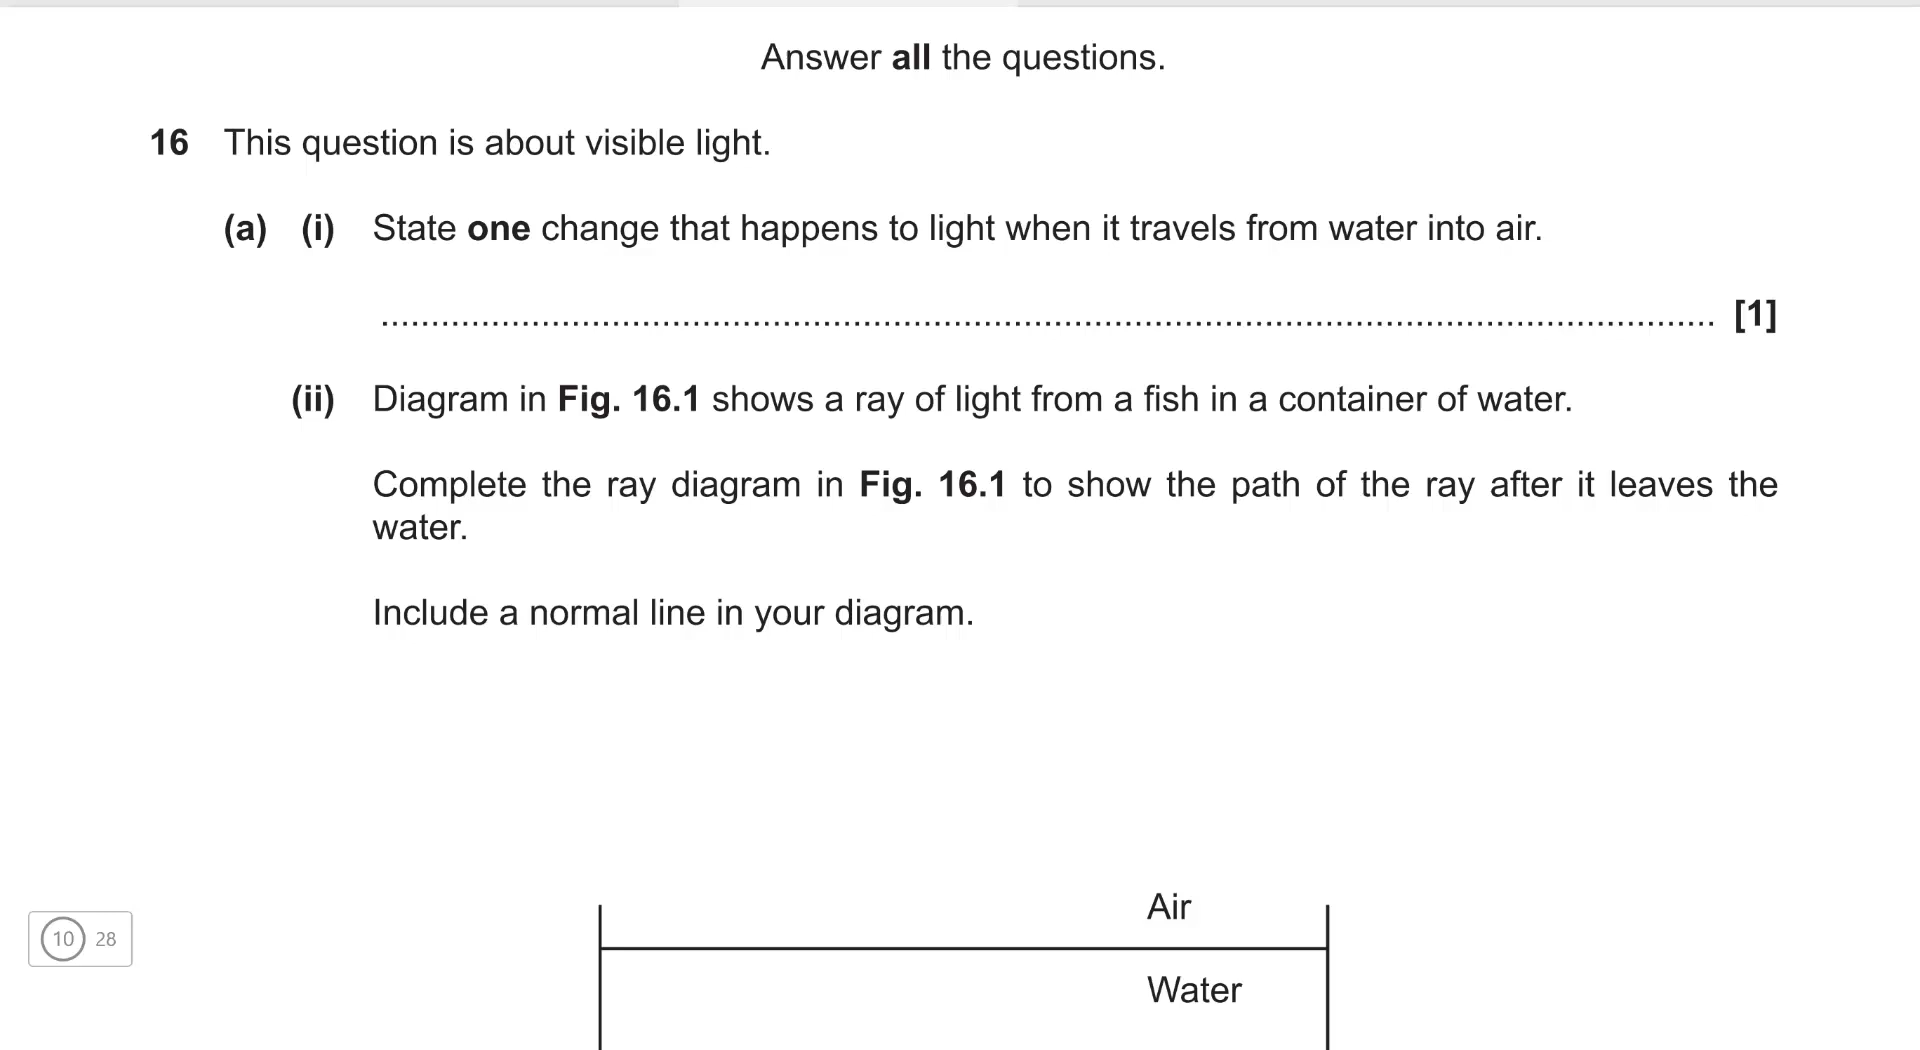 Answer all the questions.
16 This question is about visible light.
(a) (i) State one change that happens to light when it travels from water into air.
........................................................................................................................................ [1]
(ii) Diagram in Fig. 16.1 shows a ray of light from a fish in a container of water.
Complete the ray diagram in Fig. 16.1 to show the path of the ray after it leaves the
water.
Include a normal line in your diagram.
Air
10 28
Water